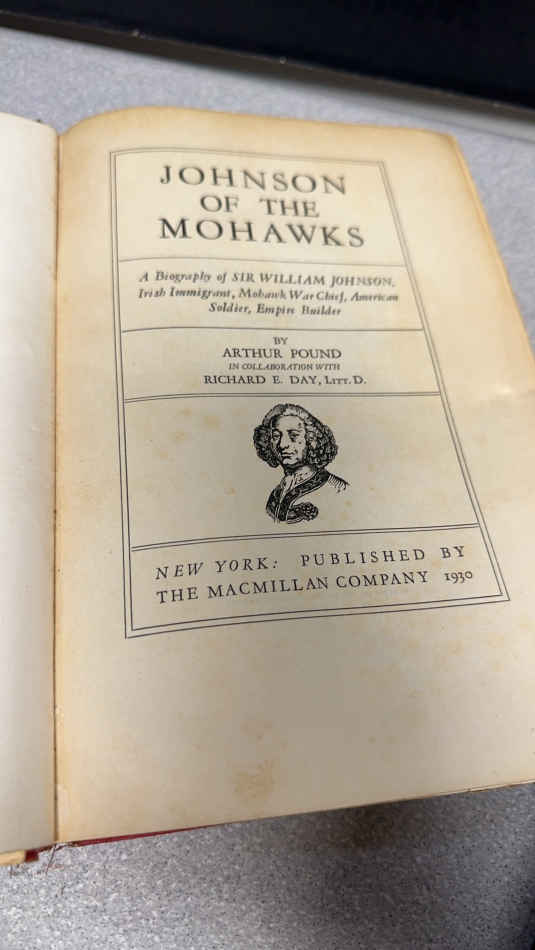 JOHNSON
OF THE
MOHAWKS
A Biography of SIR WILLIAM JOHNSON,
Irish Immigrant, Mohawk War Chief, American
Soldier, Empire Builder
BY
ARTHUR POUND
IN COLLABORATION WITH
RICHARD E. DAY, LITT. D.
NEW YORK: PUBLISHED BY
THE MACMILLAN COMPANY 1930